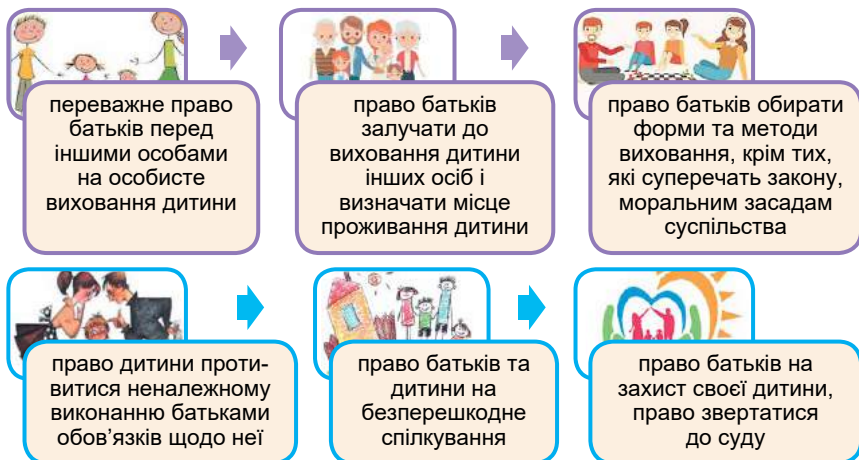 переважне право
батьків перед
іншими особами
на особисте
виховання дитини
право батьків
залучати до
виховання дитини
інших осіб і
визначати місце
проживання дитини
право батьків обирати
форми та методи
виховання, крім тих,
які суперечать закону,
моральним засадам
суспільства
право дитини проти-
витися неналежному
виконанню батьками
обов’язків щодо неї
право батьків та
дитини на
безперешкодне
спілкування
право батьків на
захист своєї дитини,
право звертатися
до суду